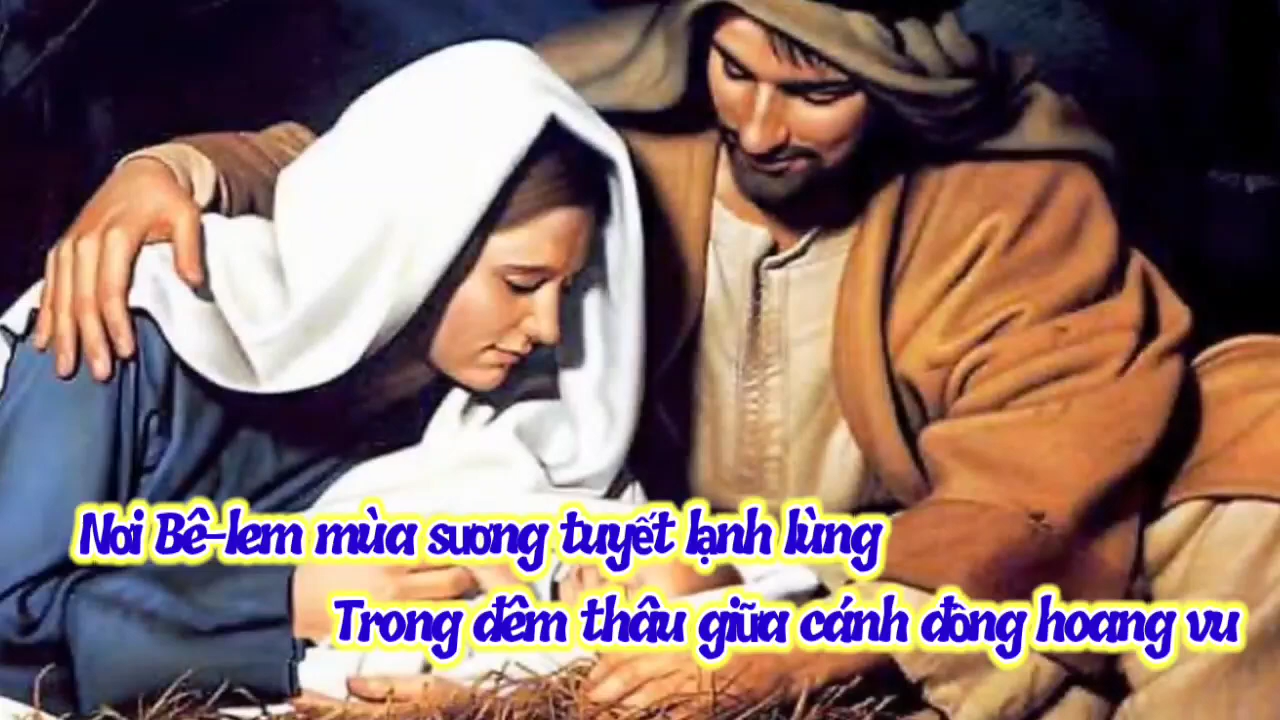 Nơi Bê-lem mùa sương tuyết lạnh lùng
Trong đêm thâu giữa cánh đồng hoang vu